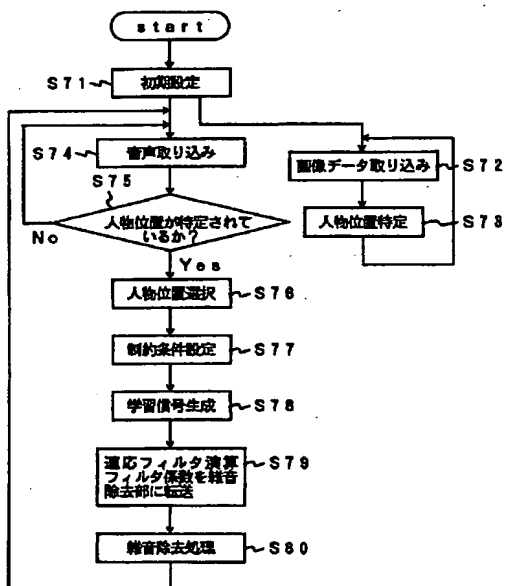 start
S71 初期設定
S74 音声取り込み
画像データ取り込み S72
S75
人物位置が特定されて
いるか?
人物位置特定 S73
No
Yes
人物位置選択 S76
制約条件設定 S77
学習信号生成 S78
適応フィルタ演算 S79
フィルタ係数を雑音
除去部に転送
雑音除去処理 S80